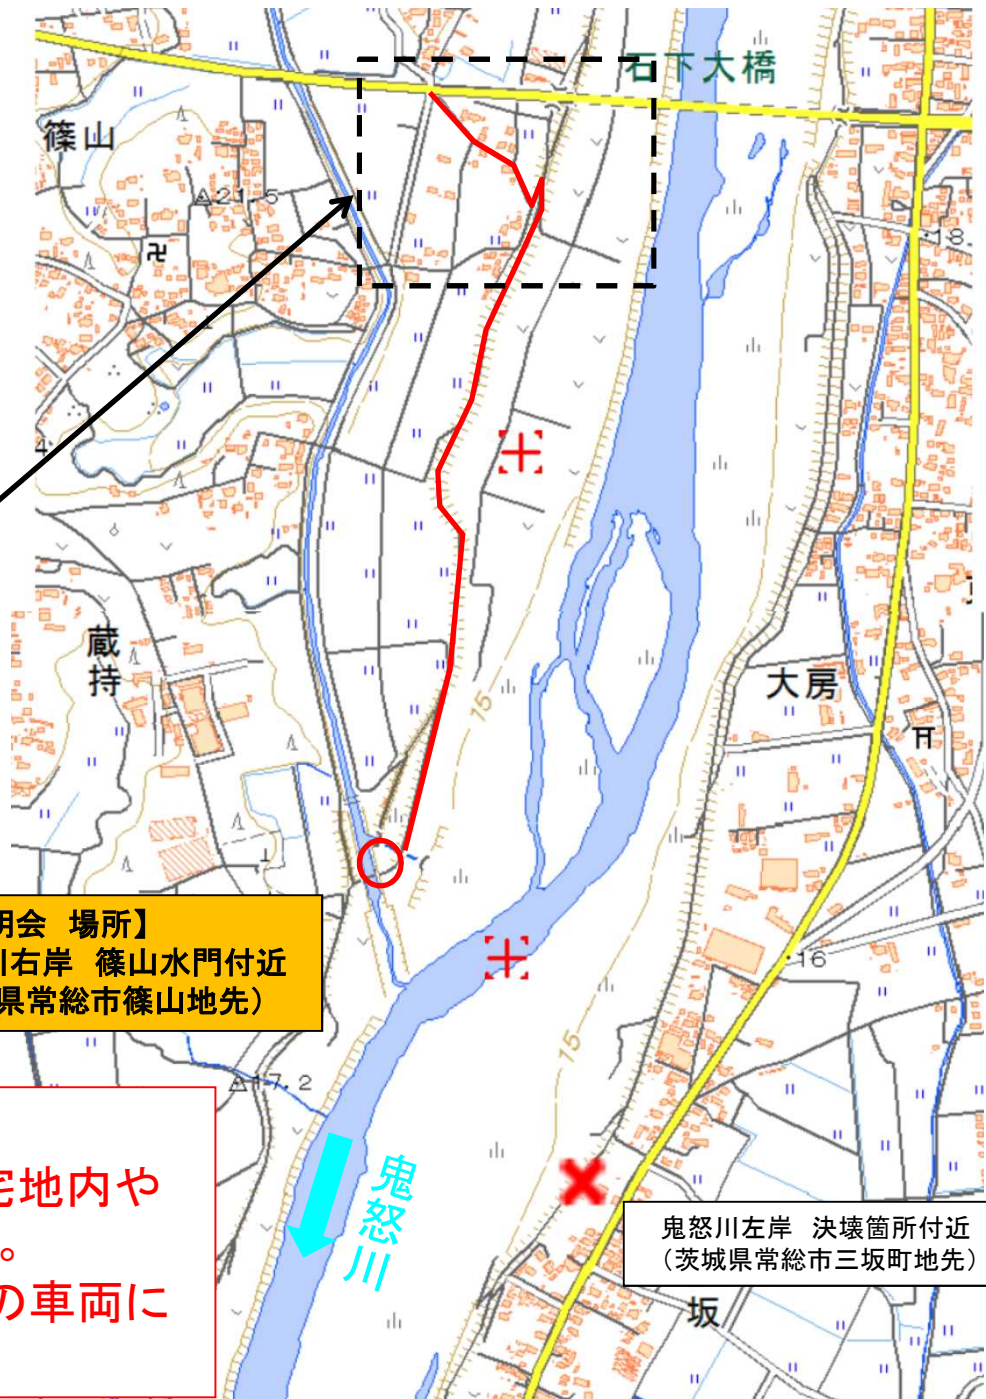 石下大橋
篠山
21.5
18
蔵持
大房
15
明会 場所】
川右岸 篠山水門付近
県常総市篠山地先）
16
15
17.2
宅地内や
。
の車両に
鬼怒川
鬼怒川左岸 決壊箇所付近
（茨城県常総市三坂町地先）
坂